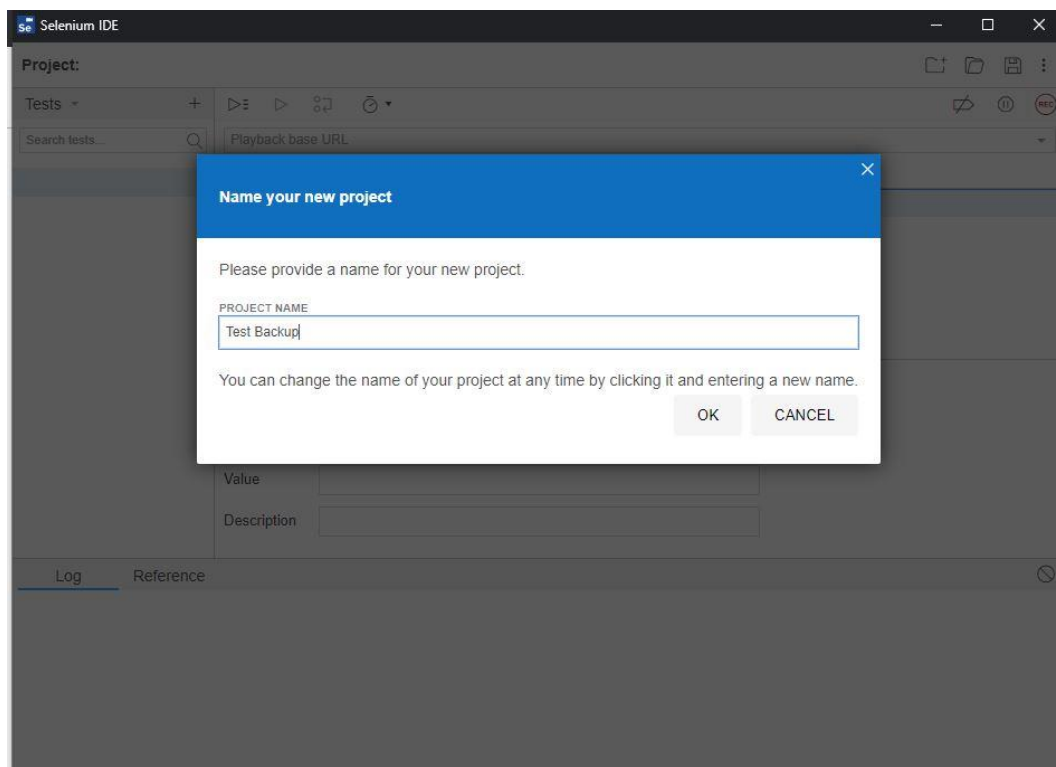 Se Selenium IDE
Project:
Tests
Search tests...
Playback base URL
REC
Name your new project
Please provide a name for your new project.
PROJECT NAME
Test Backup
You can change the name of your project at any time by clicking it and entering a new name.
OK CANCEL
Value
Description
Log Reference